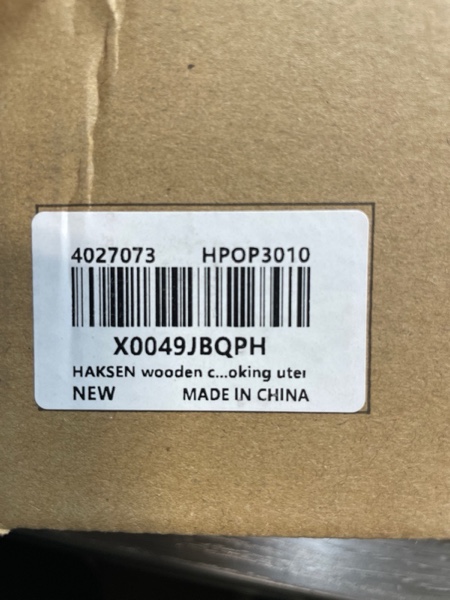 4027073 HPOP3010
X0049JBQPH
HAKSEN wooden c...oking uter
NEW MADE IN CHINA